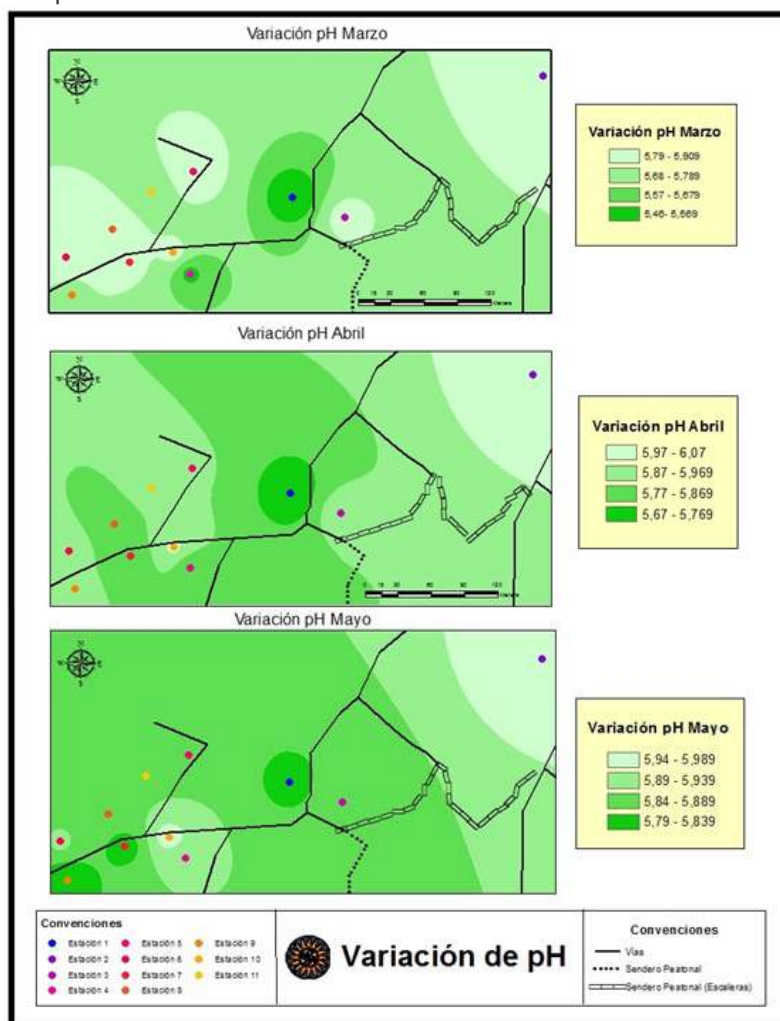 Variación pH Marzo
N
W
E
S
Variación pH Marzo
5,79 - 5,909
5,68 - 5,789
5,57 - 5,679
5,46- 5,569
Variación pH Abril
N
W
E
S
Variación pH Abril
5,97 - 6,07
5,87 - 5,969
5,77 - 5,869
5,67 - 5,769
Variación pH Mayo
N
W
E
S
Variación pH Mayo
5,94 - 5,989
5,89 - 5,939
5,84 - 5,889
5,79 - 5,839
Convenciones
Estación 1
Estación 2
Estación 3
Estación 4
Estación 5
Estación 6
Estación 7
Estación 8
Estación 9
Estación 10
Estación 11
Variación de pH
Convenciones
Vías
Sendero Peatonal
Sendero Peatonal (Escaleras)